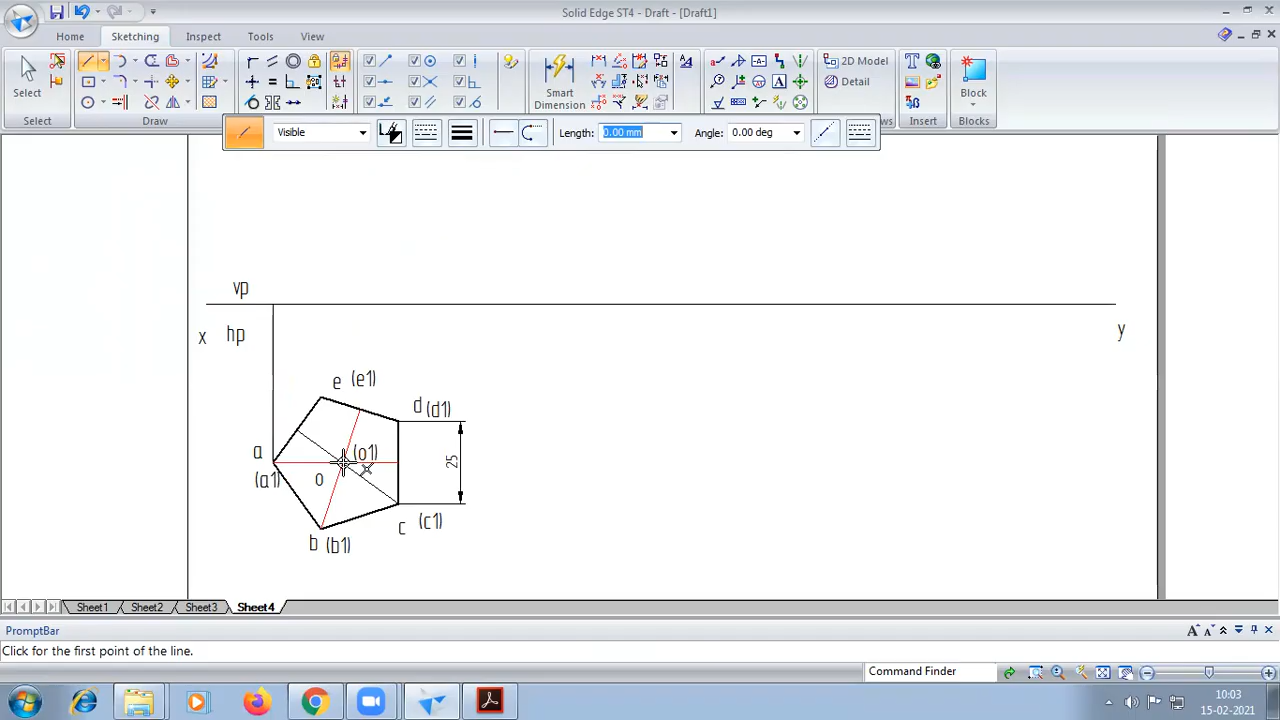 Solid Edge ST4 - Draft - [Draft1]
Home Sketching Inspect Tools View
Select
Smart Dimension
2D Model
Detail
Block
Select Draw Insert Blocks
Visible Length: 0.00 mm Angle: 0.00 deg
vp
x hp y
e (e1)
d (d1)
a (o1)
25
(a1) o
c (c1)
b (b1)
Sheet1 Sheet2 Sheet3 Sheet4
PromptBar
Click for the first point of the line.
Command Finder
10:03
15-02-2021